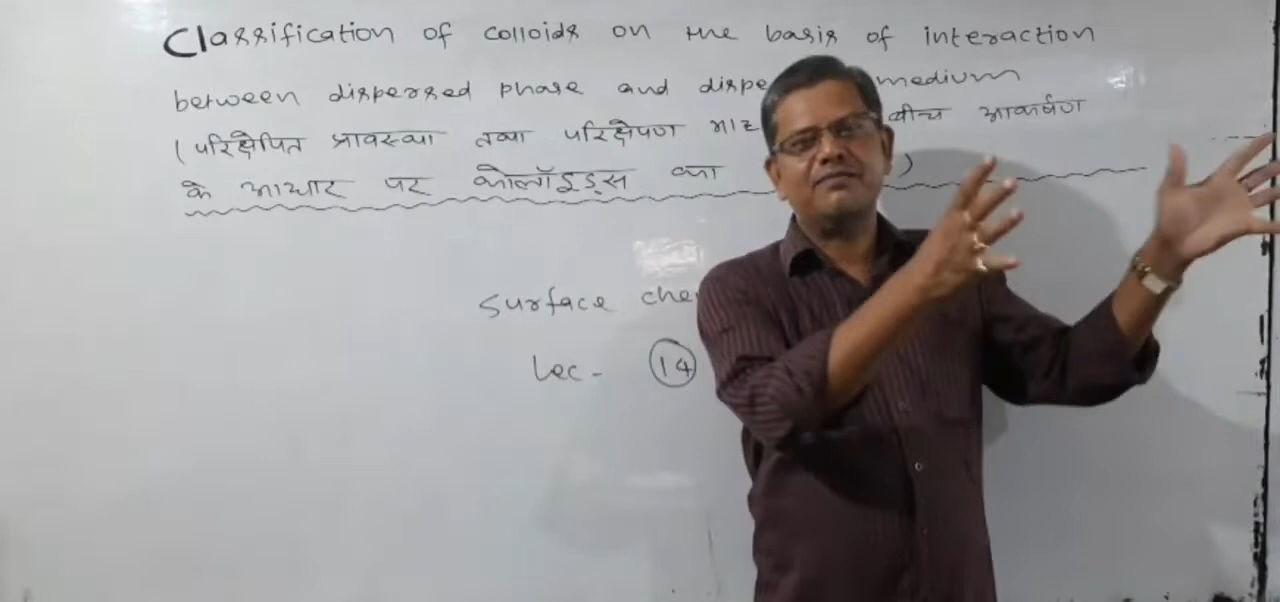 Classification of colloids on the basis of interaction
between dispersed phase and dispe medium
(परिक्षेपित प्रावस्था तथा परिक्षेपण माध बीच आकर्षण
के आधार पर कोलॉइड्स का )
Surface che
Lec- 14